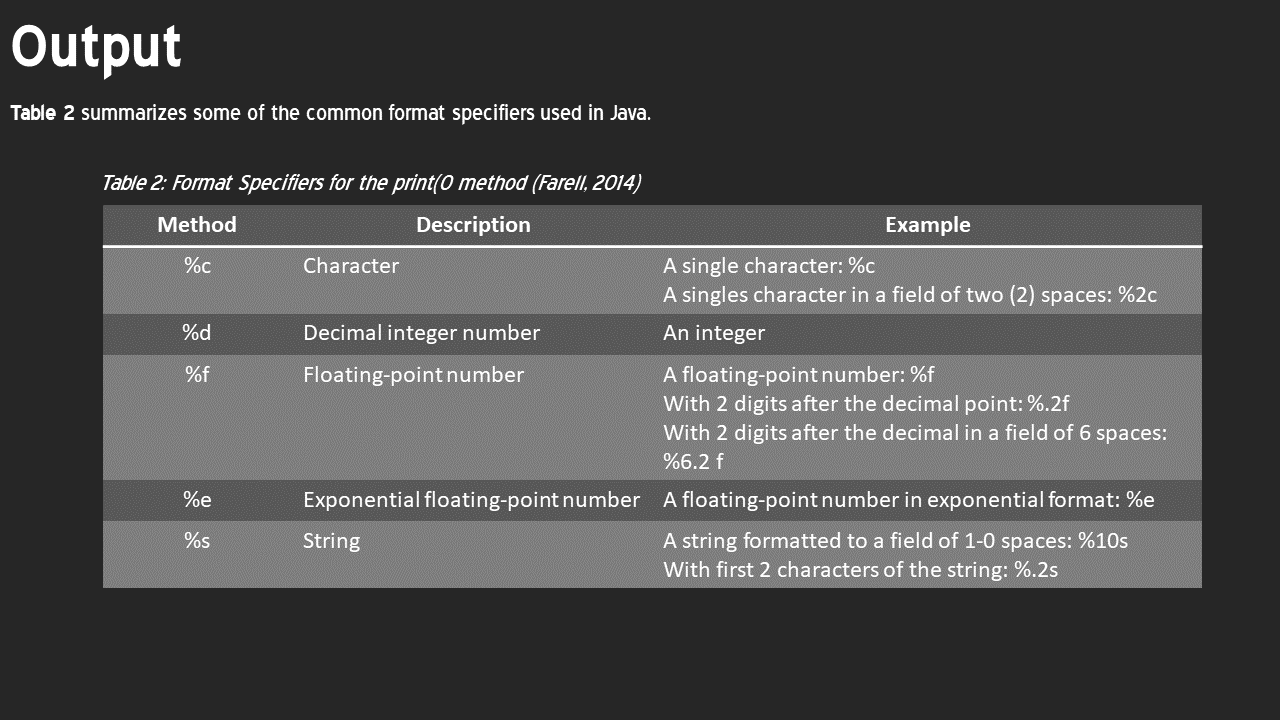 Output
Table 2 summarizes some of the common format specifiers used in Java.
Table 2: Format Specifiers for the print(0 method (Farell, 2014)
Method Description Example
%c Character A single character: %c
A singles character in a field of two (2) spaces: %2c
%d Decimal integer number An integer
%f Floating-point number A floating-point number: %f
With 2 digits after the decimal point: %.2f
With 2 digits after the decimal in a field of 6 spaces:
%6.2 f
%e Exponential floating-point number A floating-point number in exponential format: %e
%s String A string formatted to a field of 1-0 spaces: %10s
With first 2 characters of the string: %.2s